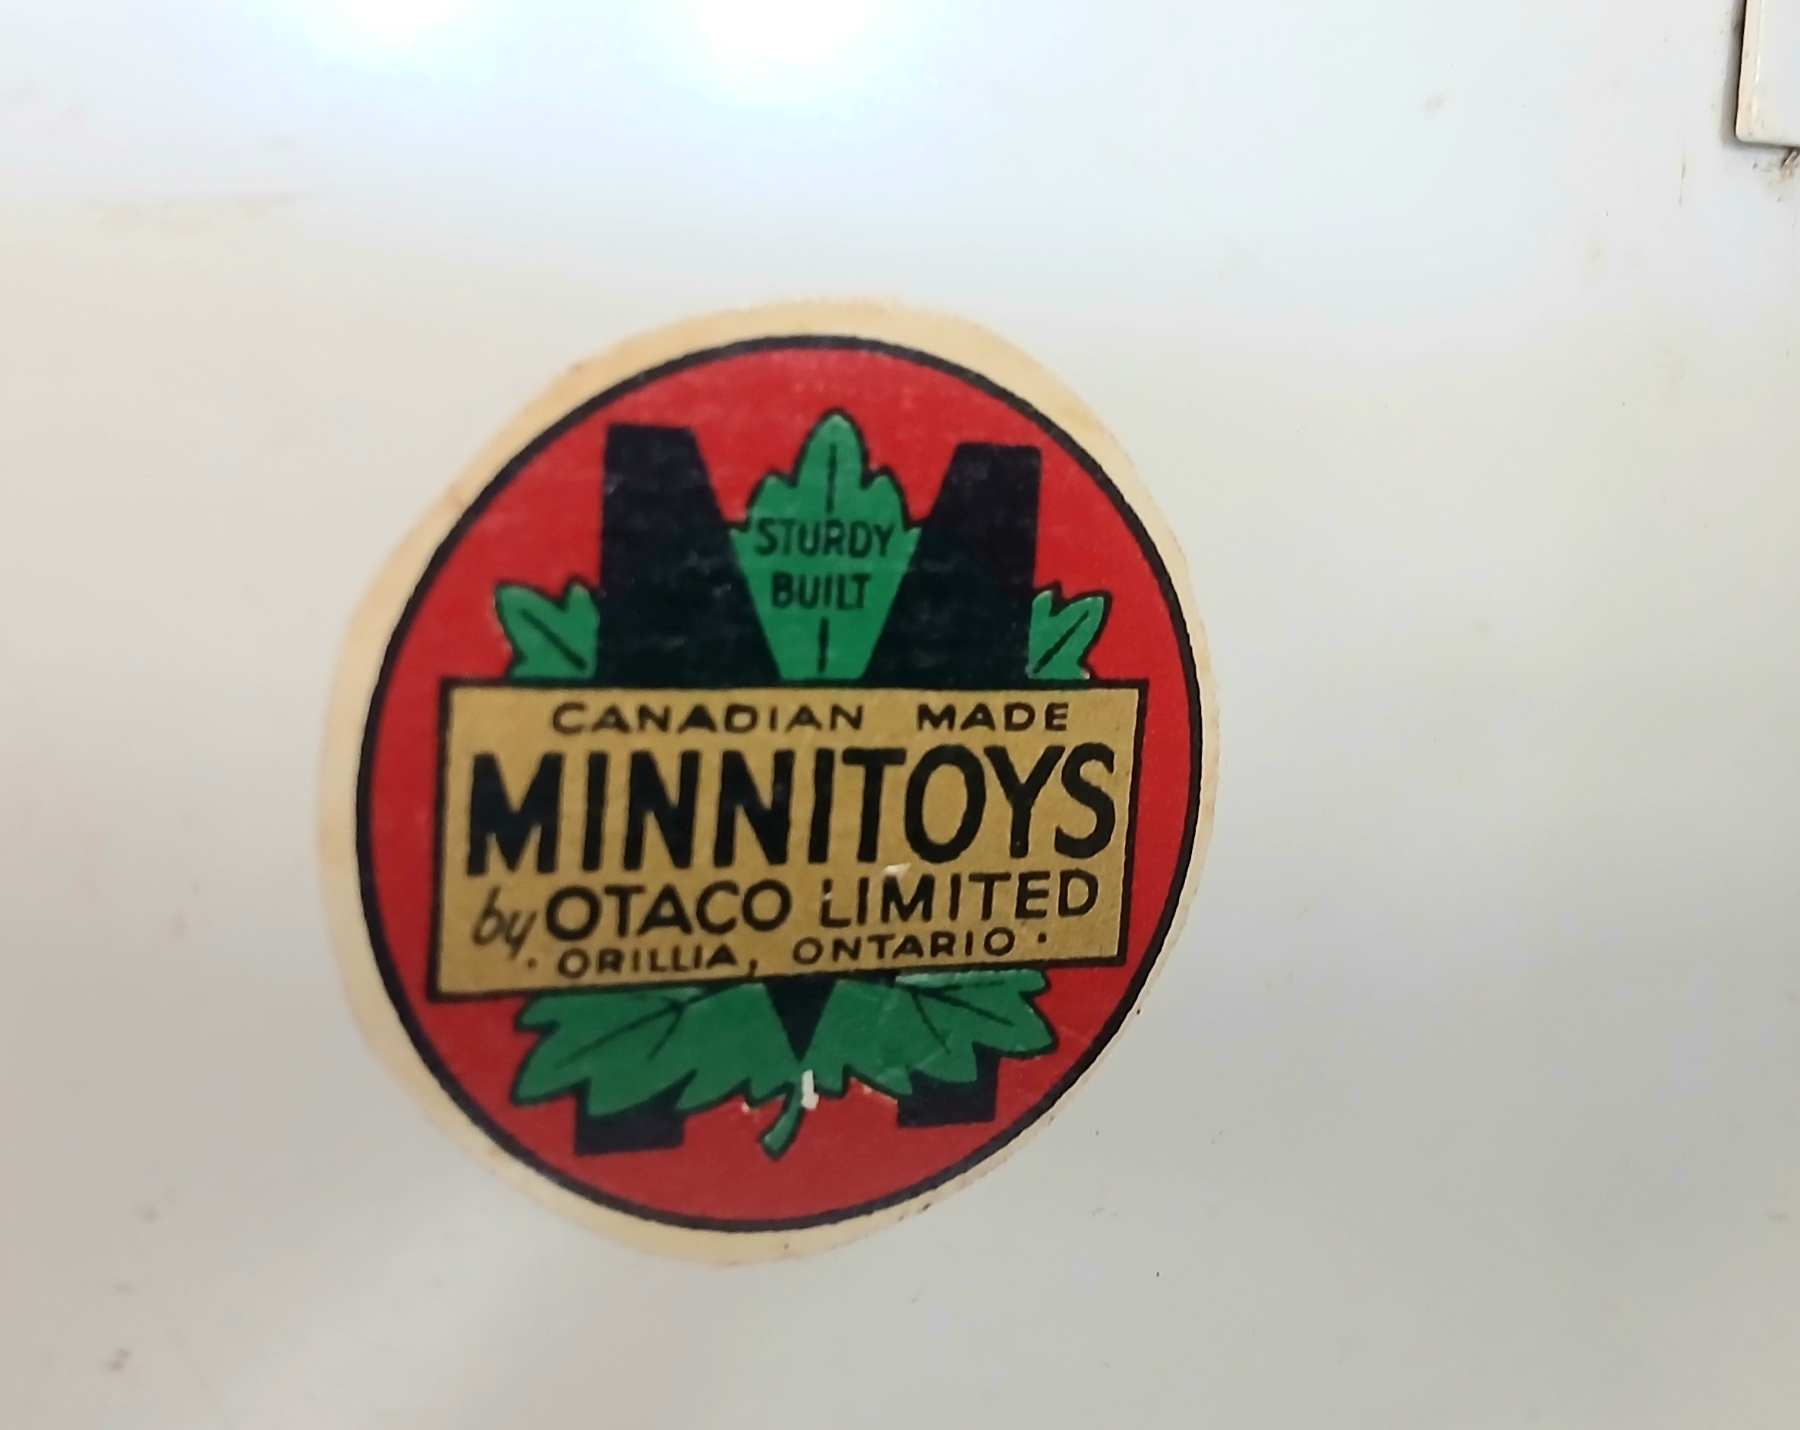 STURDY
BUILT
CANADIAN MADE
MINNITOYS
by OTACO LIMITED
· ORILLIA, ONTARIO ·